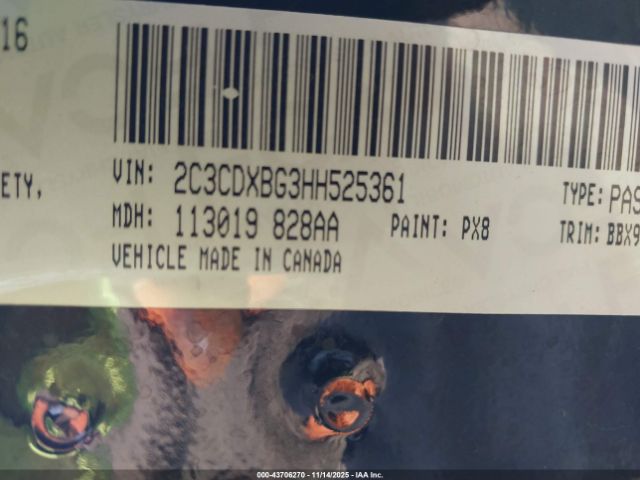 16
ETY,
VIN: 2C3CDXBG3HH525361
TYPE: PAS
MDH: 113019 828AA
PAINT: PX8
TRIM: BBX9
VEHICLE MADE IN CANADA
000-43706270 - 11/14/2025 - IAA Inc.